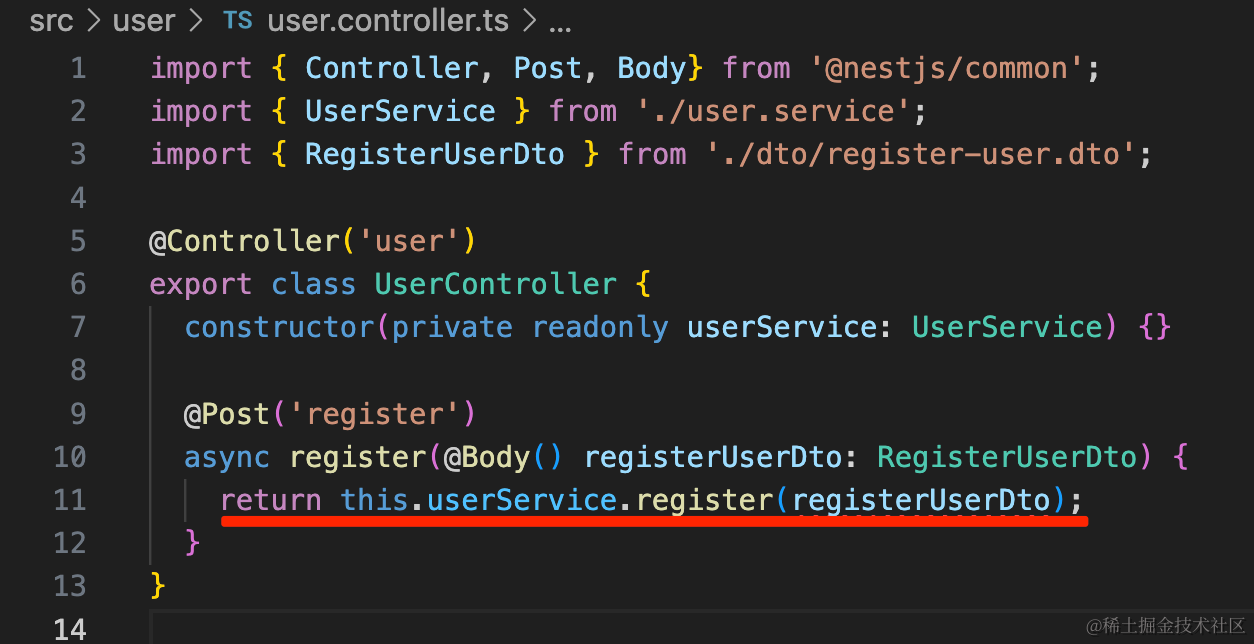 src > user > TS user.controller.ts > ...
1 import { Controller, Post, Body} from '@nestjs/common';
2 import { UserService } from './user.service';
3 import { RegisterUserDto } from './dto/register-user.dto';
4
5 @Controller('user')
6 export class UserController {
7   constructor(private readonly userService: UserService) {}
8
9   @Post('register')
10   async register(@Body() registerUserDto: RegisterUserDto) {
11     return this.userService.register(registerUserDto);
12   }
13 }
14
@稀土掘金技术社区